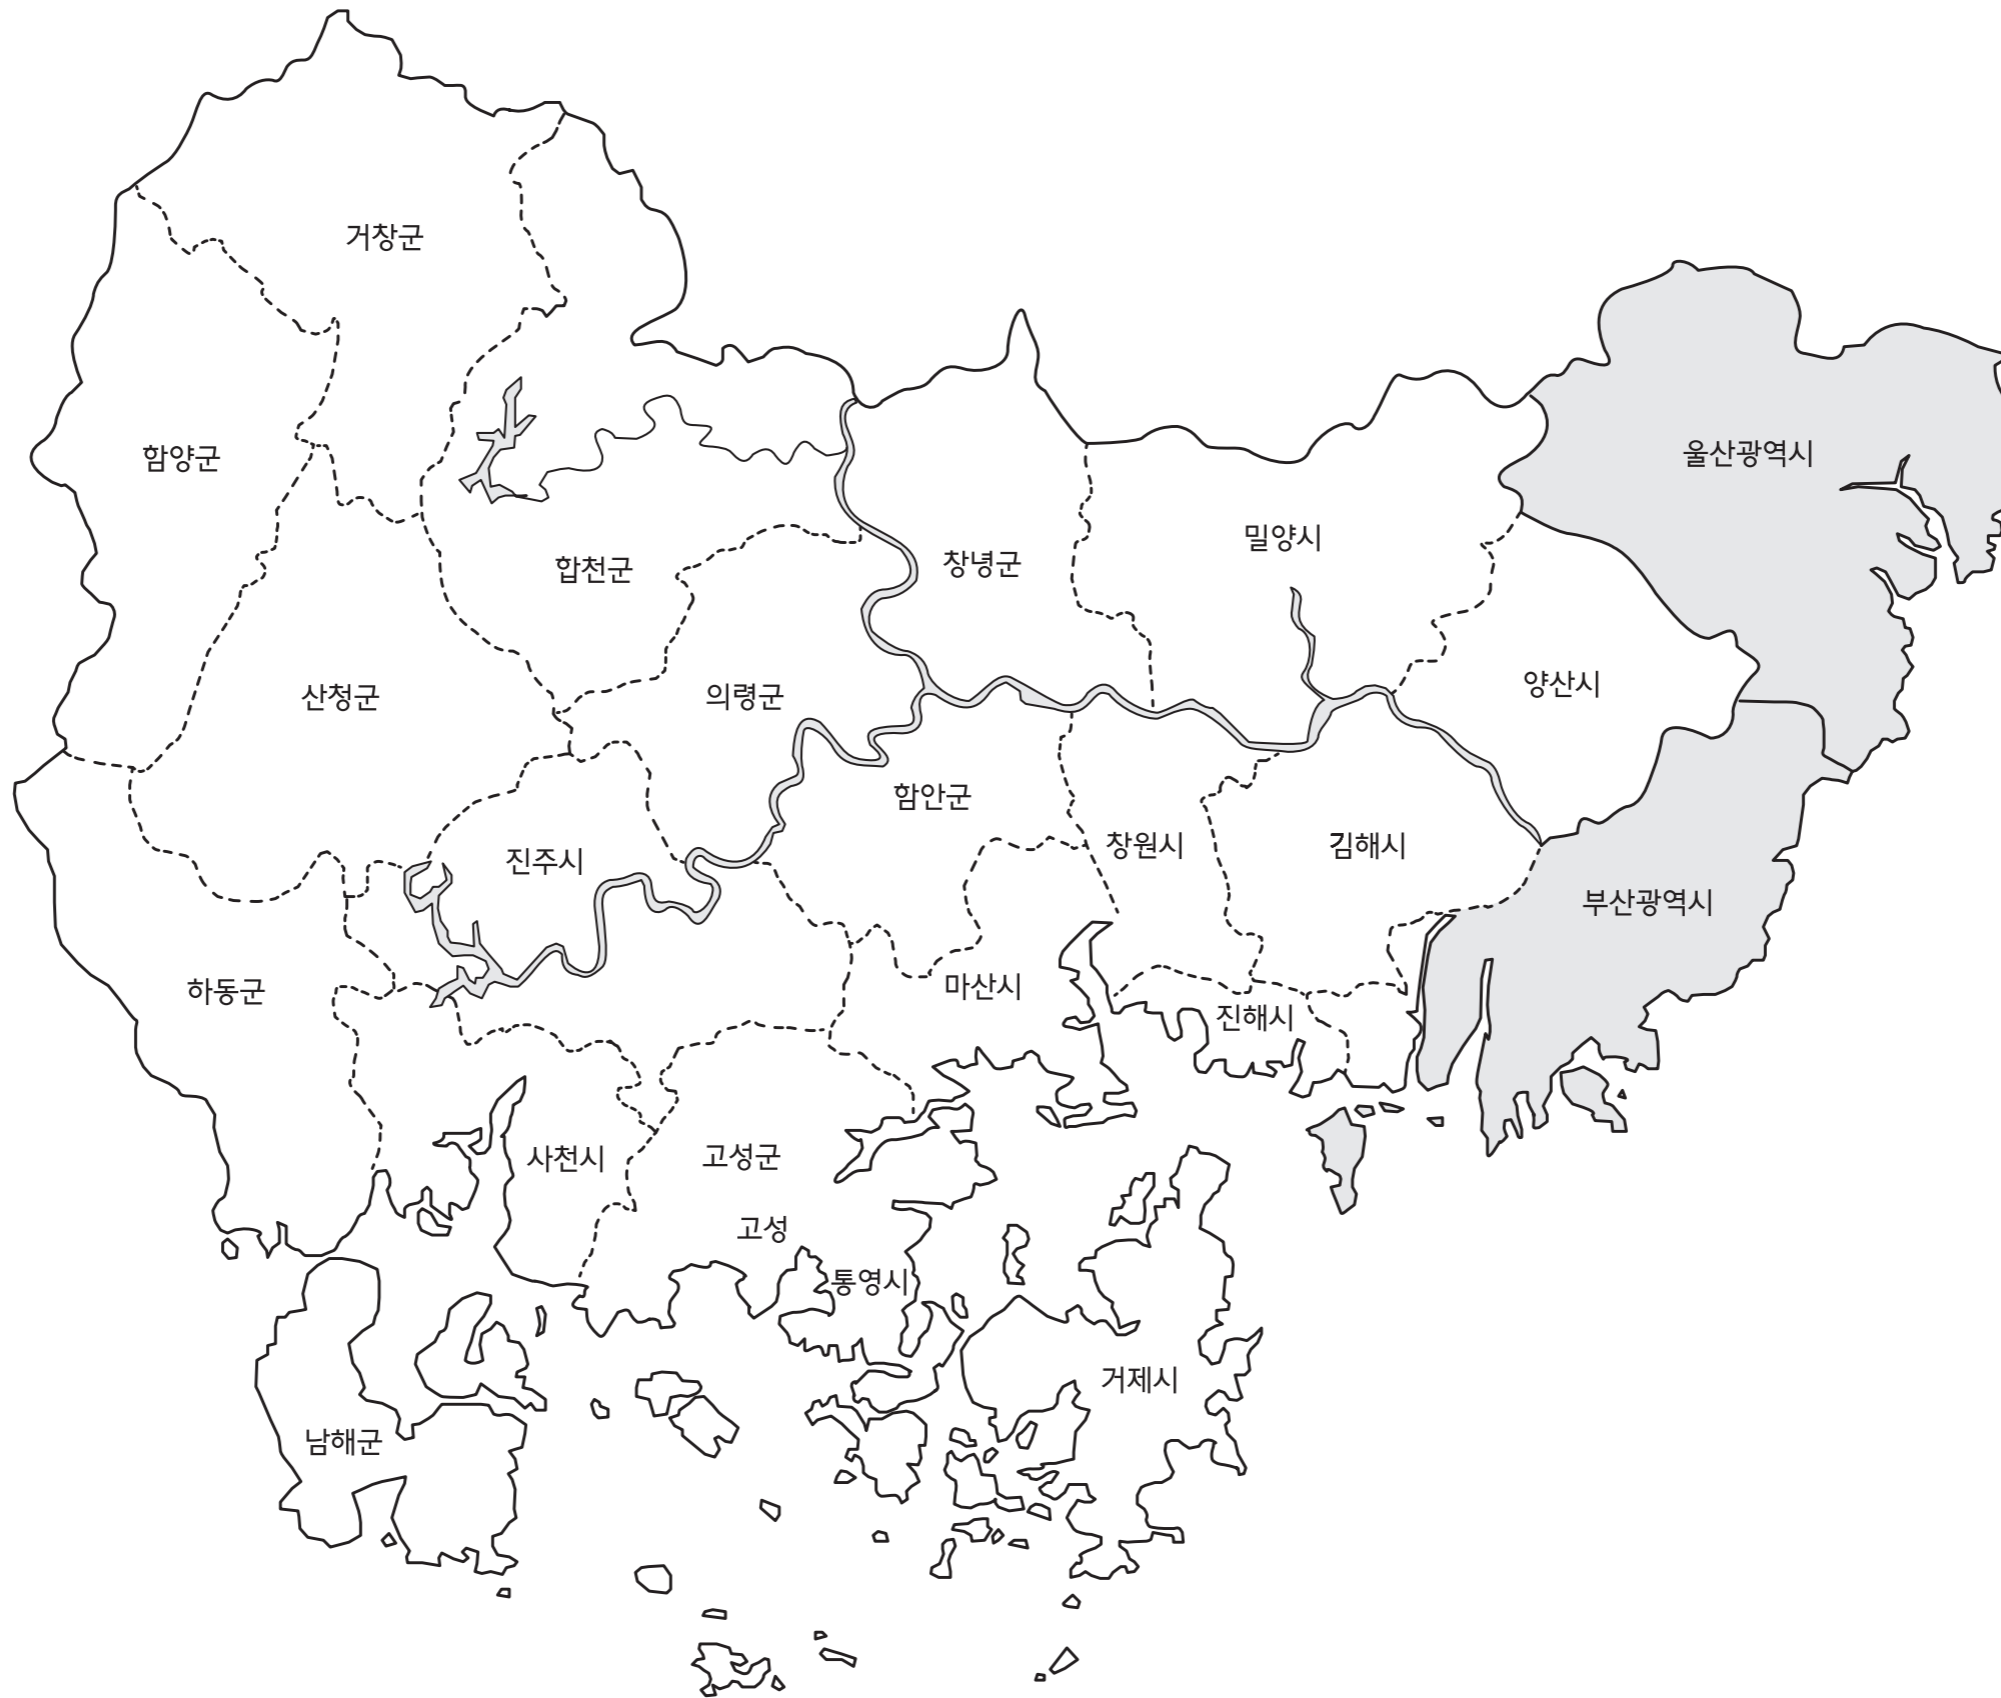 거창군
함양군
울산광역시
밀양시
창녕군
합천군
양산시
산청군
의령군
함안군
창원시
김해시
진주시
부산광역시
하동군
마산시
진해시
사천시
고성군
고성
통영시
거제시
남해군